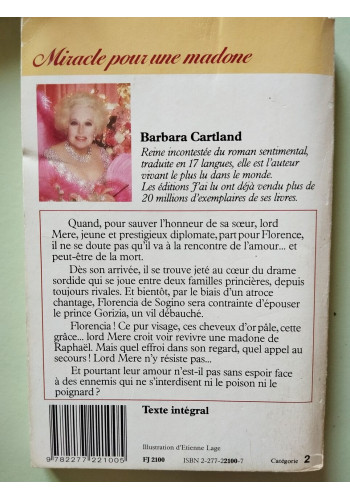 Miracle pour une madone
Barbara Cartland
Reine incontestée du roman sentimental,
traduite en 17 langues, elle est l'auteur
vivant le plus lu dans le monde.
Les éditions J'ai lu ont déjà vendu plus de
20 millions d'exemplaires de ses livres.
Quand, pour sauver l'honneur de sa sœur, lord
Mere, jeune et prestigieux diplomate, part pour Florence,
il ne se doute pas qu'il va à la rencontre de l'amour... et
peut-être de la mort.
Dès son arrivée, il se trouve jeté au cœur du drame
sordide qui se joue entre deux familles princières, depuis
toujours rivales. Et bientôt, par le biais d'un atroce
chantage, Florencia de Sogino sera contrainte d'épouser
le prince Gorizia, un vil débauché.
Florencia ! Ce pur visage, ces cheveux d'or pâle, cette
grâce... lord Mere croit voir revivre une madone de
Raphaël. Mais quel effroi dans son regard, quel appel au
secours ! Lord Mere n'y résiste pas...
Et pourtant leur amour n'est-il pas sans espoir face
à des ennemis qui ne s'interdisent ni le poison ni le
poignard ?
Texte intégral
Illustration d'Etienne Lage
9 782277 221005
FJ 2100
ISBN 2-277-22100-7
Catégorie 2